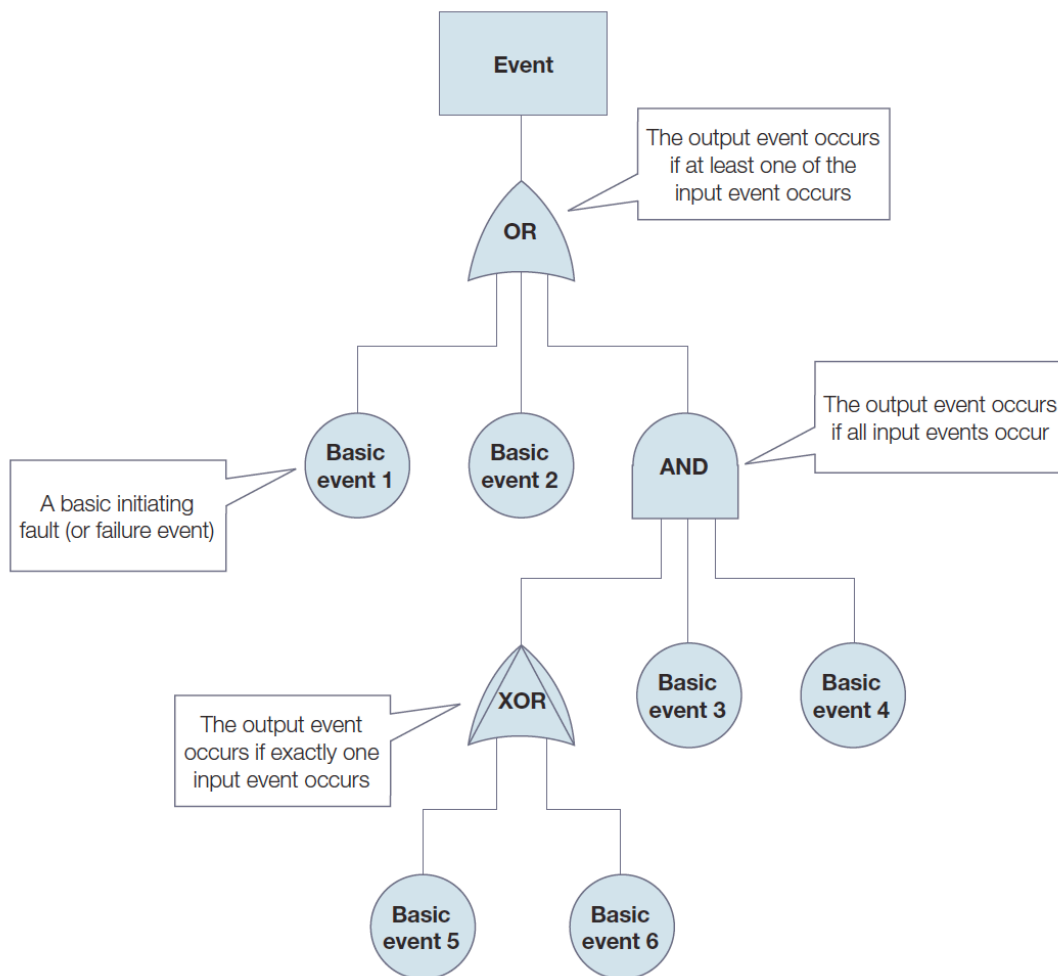 Event
The output event occurs
if at least one of the
input event occurs
OR
Basic
event 1
Basic
event 2
AND
The output event occurs
if all input events occur
A basic initiating
fault (or failure event)
XOR
Basic
event 3
Basic
event 4
The output event
occurs if exactly one
input event occurs
Basic
event 5
Basic
event 6